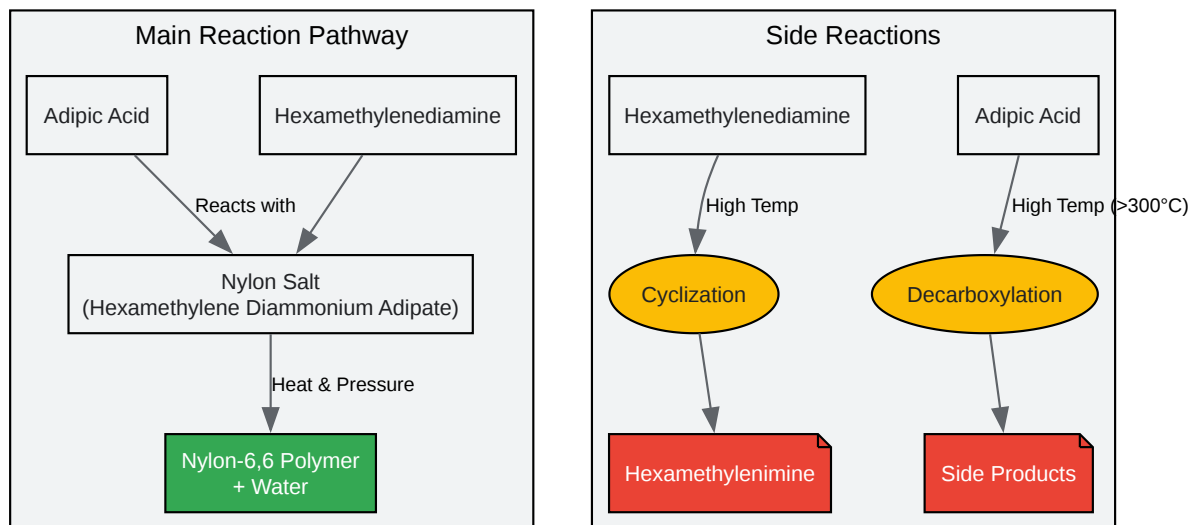 Main Reaction Pathway
Adipic Acid
Hexamethylenediamine
Reacts with
Nylon Salt
(Hexamethylene Diammonium Adipate)
Heat & Pressure
Nylon-6,6 Polymer
+ Water
Side Reactions
Hexamethylenediamine
Adipic Acid
High Temp
High Temp (>300°C)
Cyclization
Decarboxylation
Hexamethylenimine
Side Products